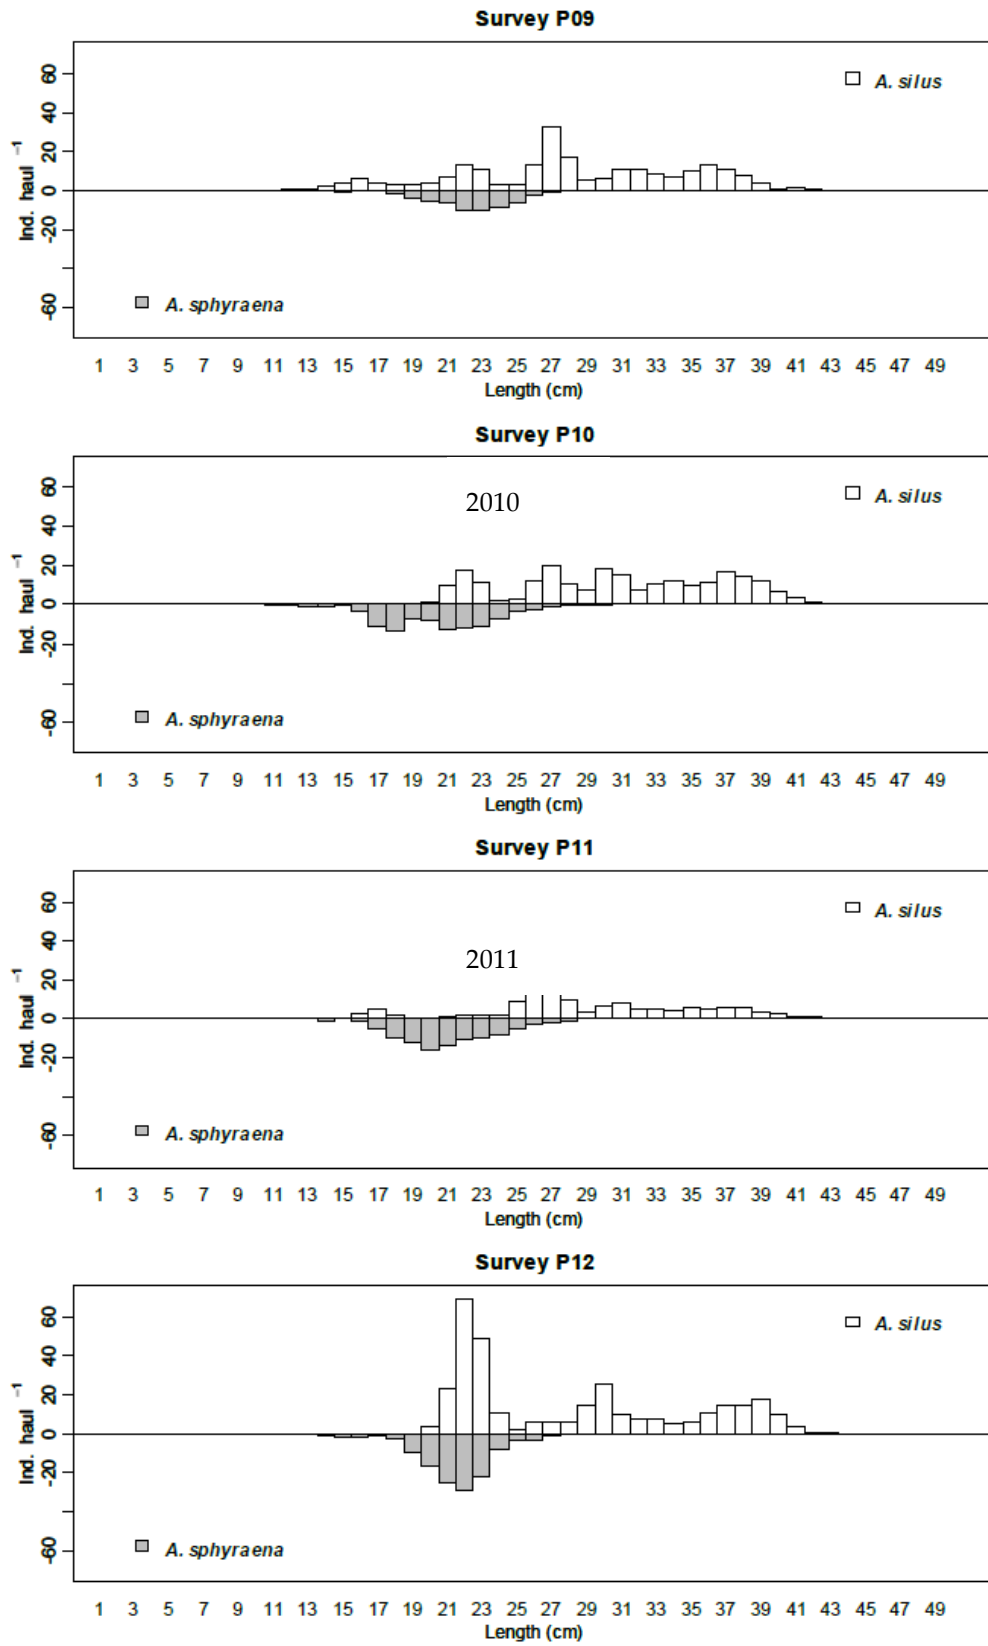 Survey P09
60
40
20
0
-20
-60
Ind. haul ⁻¹
A. silus
A. sphyraena
1 3 5 7 9 11 13 15 17 19 21 23 25 27 29 31 33 35 37 39 41 43 45 47 49
Length (cm)
Survey P10
2010
60
40
20
0
-20
-60
Ind. haul ⁻¹
A. silus
A. sphyraena
1 3 5 7 9 11 13 15 17 19 21 23 25 27 29 31 33 35 37 39 41 43 45 47 49
Length (cm)
Survey P11
2011
60
40
20
0
-20
-60
Ind. haul ⁻¹
A. silus
A. sphyraena
1 3 5 7 9 11 13 15 17 19 21 23 25 27 29 31 33 35 37 39 41 43 45 47 49
Length (cm)
Survey P12
60
40
20
0
-20
-60
Ind. haul ⁻¹
A. silus
A. sphyraena
1 3 5 7 9 11 13 15 17 19 21 23 25 27 29 31 33 35 37 39 41 43 45 47 49
Length (cm)